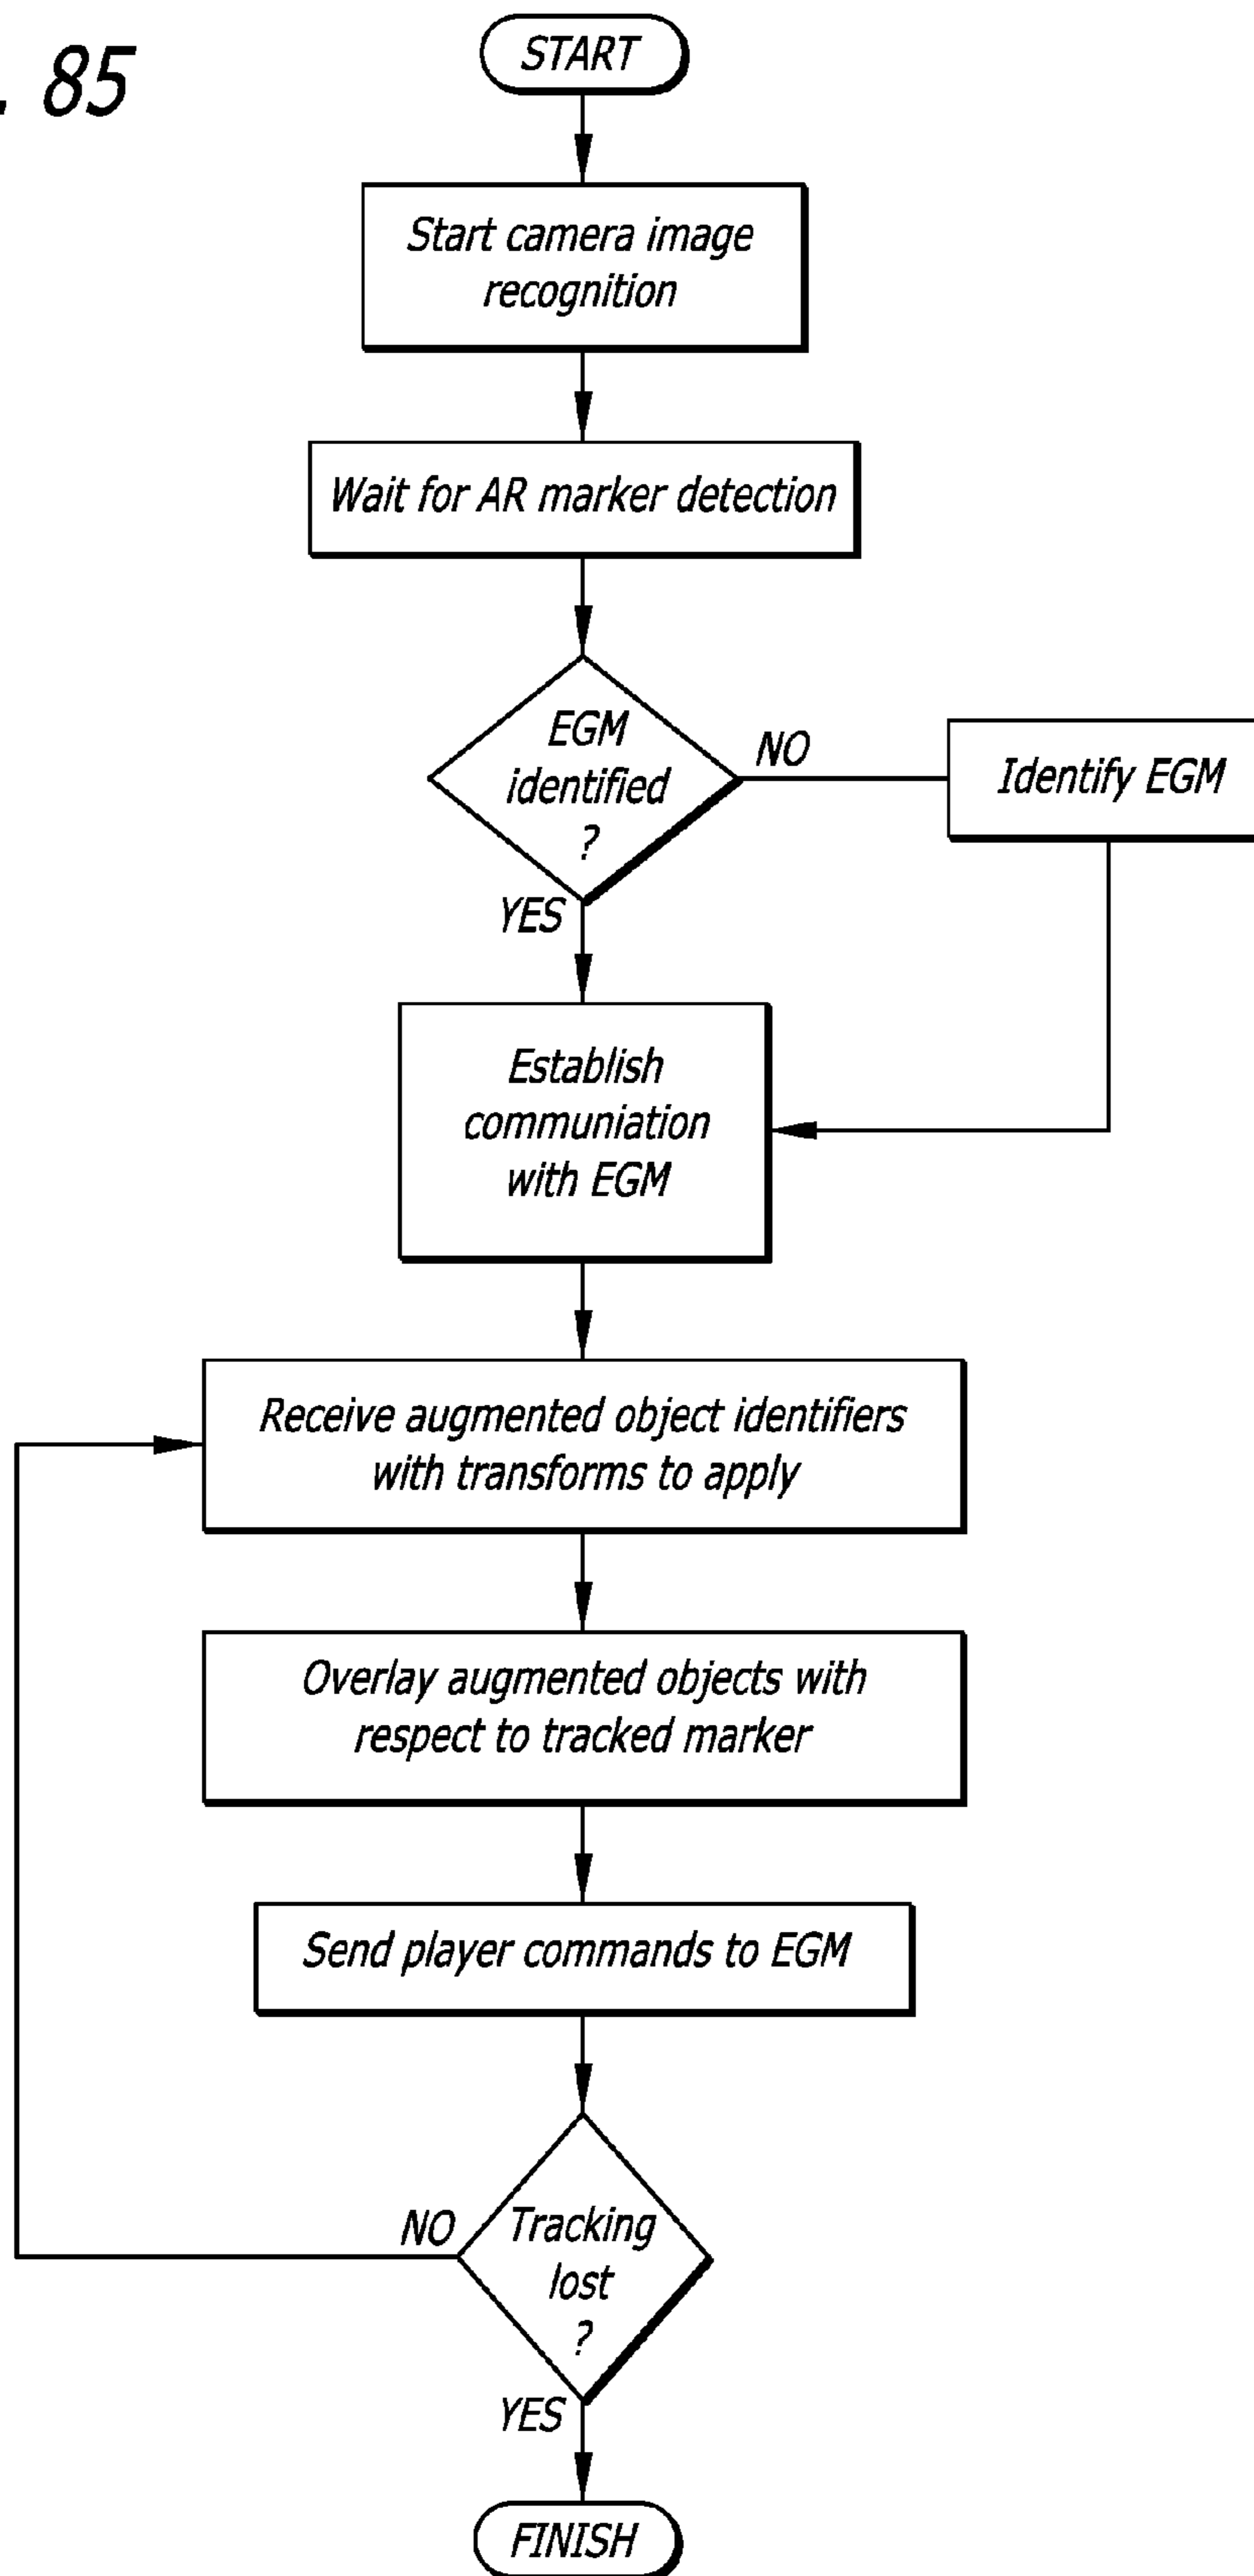 . 85
START
Start camera image
recognition
Wait for AR marker detection
EGM
identified
?
NO
Identify EGM
YES
Establish
communiation
with EGM
Receive augmented object identifiers
with transforms to apply
Overlay augmented objects with
respect to tracked marker
Send player commands to EGM
NO
Tracking
lost
?
YES
FINISH